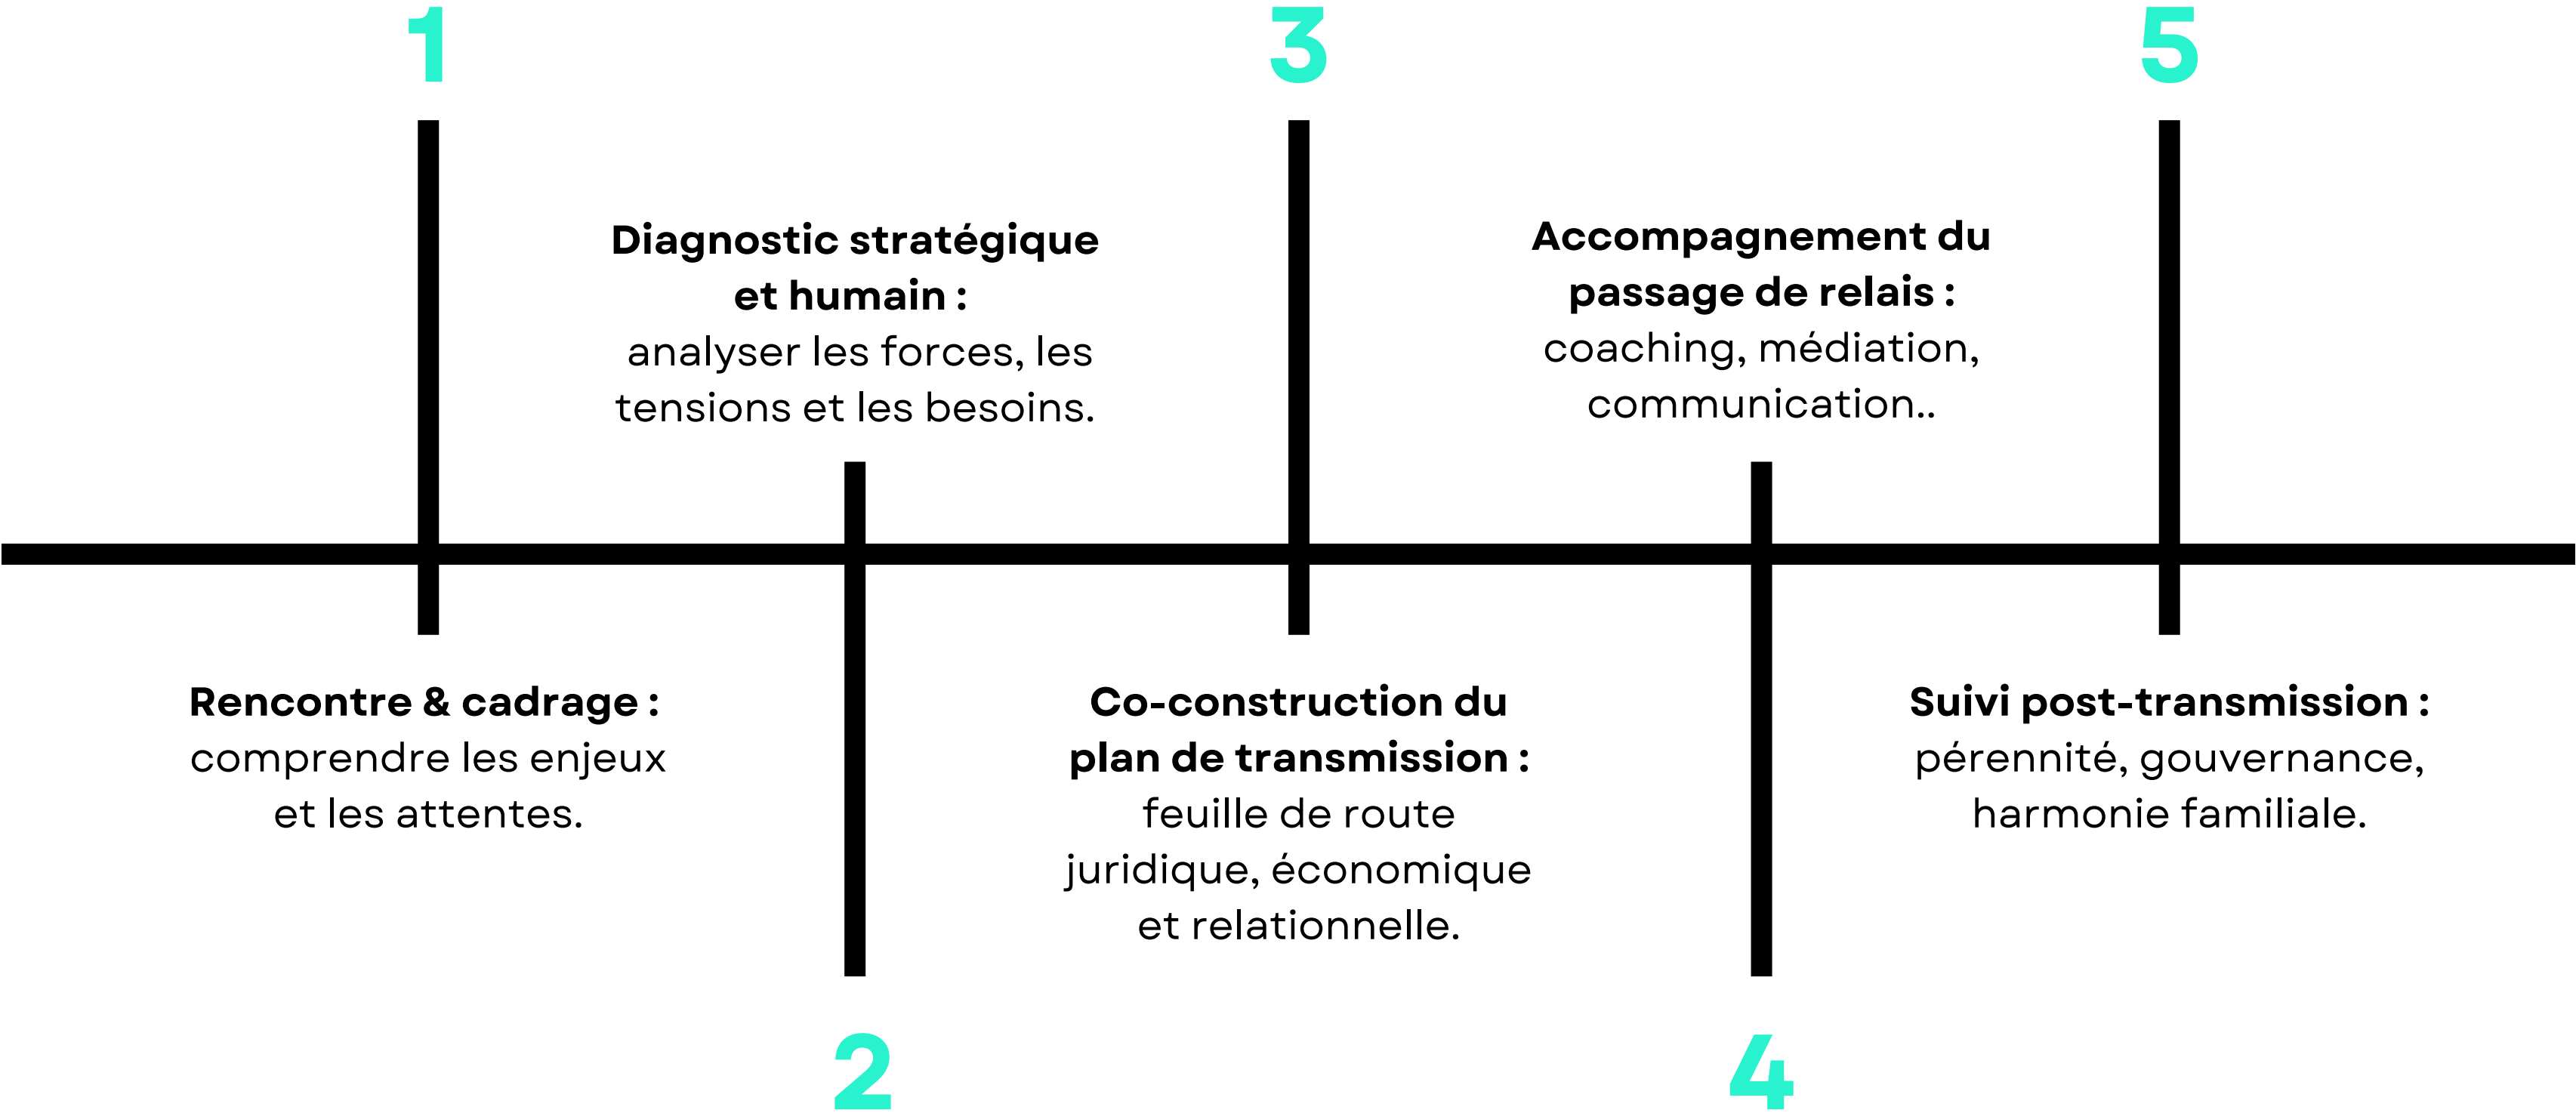 1
Rencontre & cadrage :
comprendre les enjeux
et les attentes.
Diagnostic stratégique
et humain :
analyser les forces, les
tensions et les besoins.
2
3
Co-construction du
plan de transmission :
feuille de route
juridique, économique
et relationnelle.
Accompagnement du
passage de relais :
coaching, médiation,
communication..
4
5
Suivi post-transmission :
pérennité, gouvernance,
harmonie familiale.